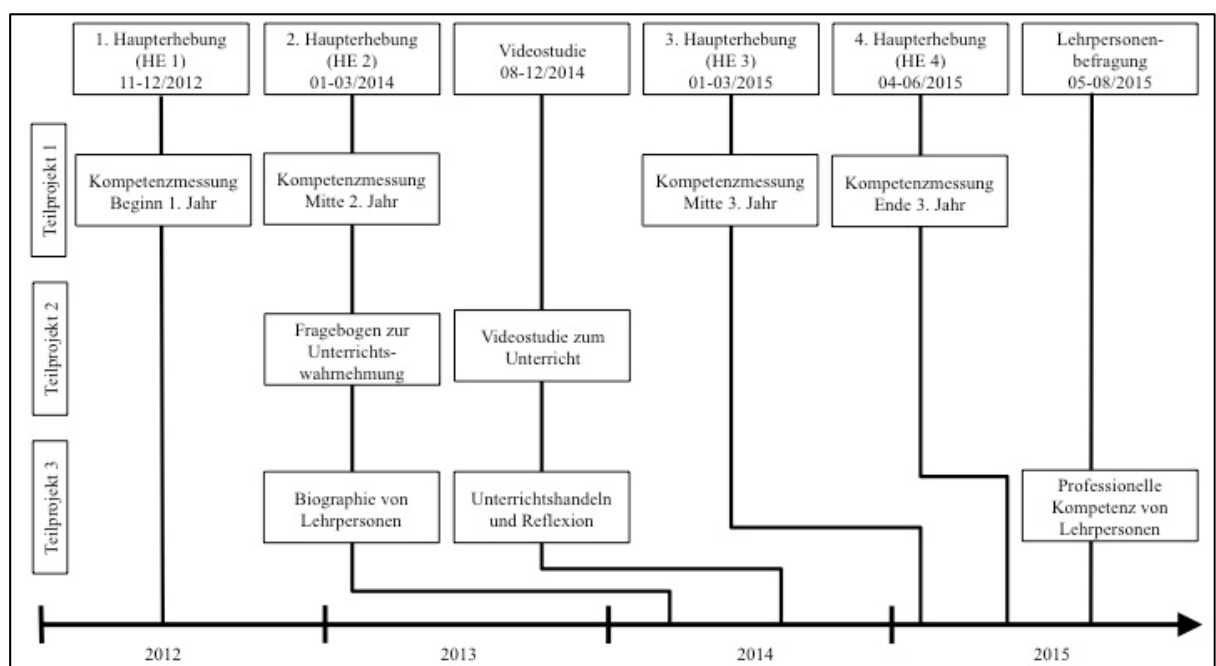 1. Haupterhebung
(HE 1)
11-12/2012
2. Haupterhebung
(HE 2)
01-03/2014
Videostudie
08-12/2014
3. Haupterhebung
(HE 3)
01-03/2015
4. Haupterhebung
(HE 4)
04-06/2015
Lehrpersonen-
befragung
05-08/2015
Teilprojekt 1
Kompetenzmessung
Beginn 1. Jahr
Kompetenzmessung
Mitte 2. Jahr
Kompetenzmessung
Mitte 3. Jahr
Kompetenzmessung
Ende 3. Jahr
Teilprojekt 2
Fragebogen zur
Unterrichts-
wahrnehmung
Videostudie zum
Unterricht
Teilprojekt 3
Biographie von
Lehrpersonen
Unterrichtshandeln
und Reflexion
Professionelle
Kompetenz von
Lehrpersonen
2012
2013
2014
2015